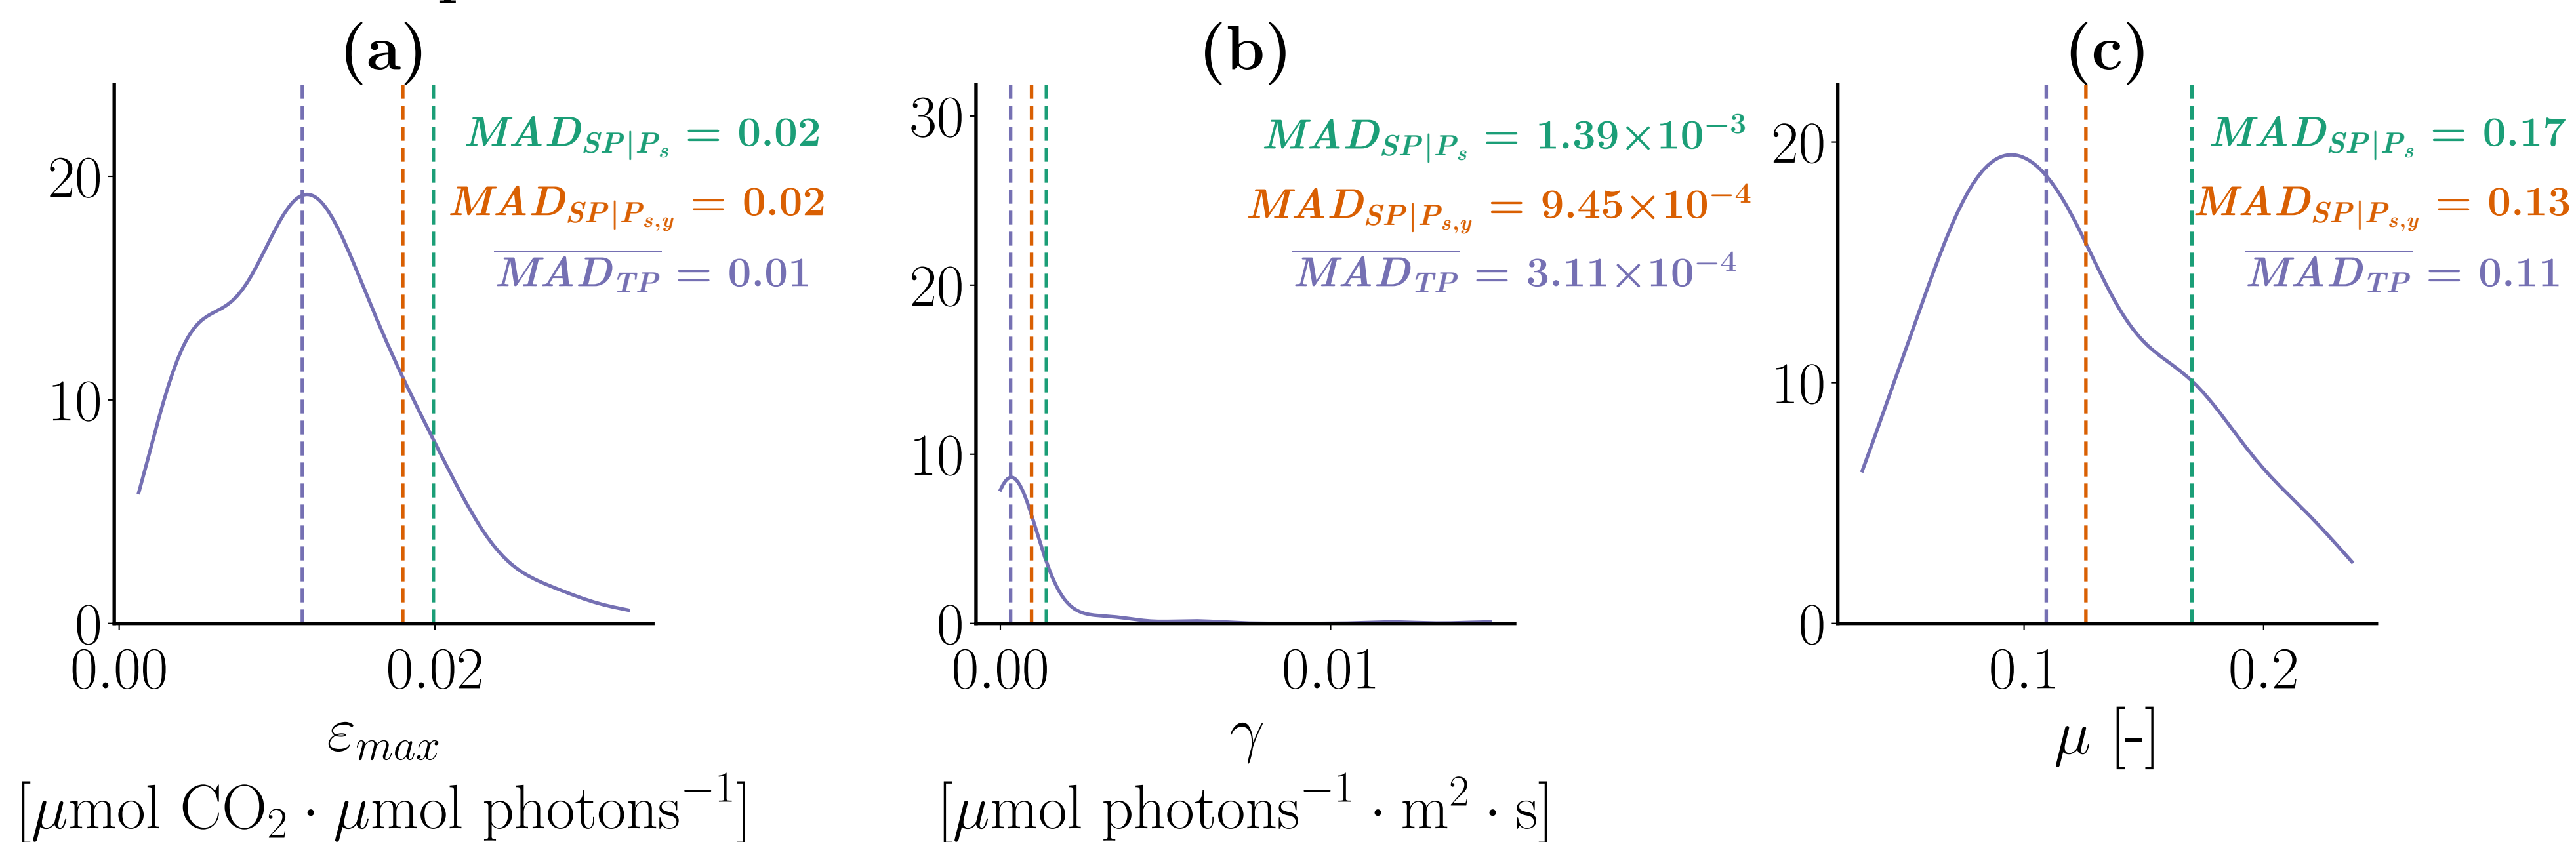 (a)
20
10
0
0.00
0.02
MAD_{SP|P_s} = 0.02
MAD_{SP|P_{s,y}} = 0.02
\overline{MAD_{TP}} = 0.01
ε_{max}
[μmol CO₂ · μmol photons⁻¹]
(b)
30
20
10
0
0.00
0.01
MAD_{SP|P_s} = 1.39×10⁻³
MAD_{SP|P_{s,y}} = 9.45×10⁻⁴
\overline{MAD_{TP}} = 3.11×10⁻⁴
γ
[μmol photons⁻¹ · m² · s]
(c)
20
10
0
0.1
0.2
MAD_{SP|P_s} = 0.17
MAD_{SP|P_{s,y}} = 0.13
\overline{MAD_{TP}} = 0.11
μ [-]